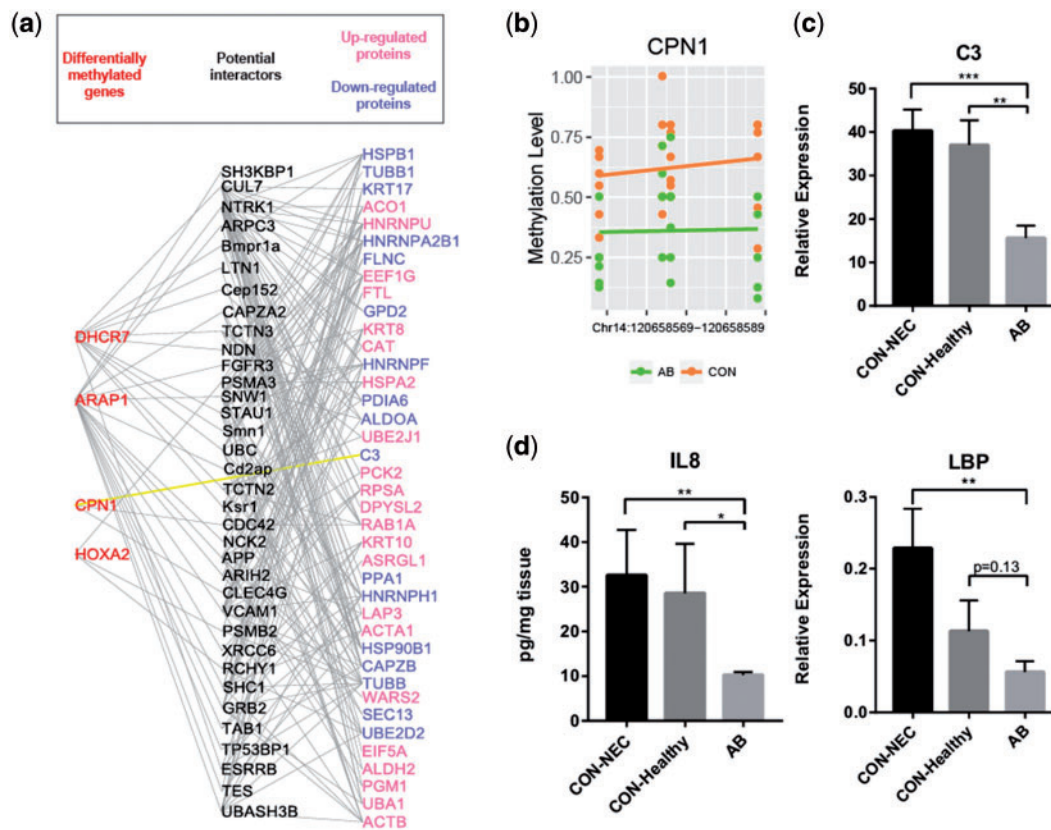 (a)
Differentially
methylated genes
Potential
interactors
Up-regulated
proteins
Down-regulated
proteins
DHCR7
ARAP1
CPN1
HOXA2
SH3KBP1
CUL7
NTRK1
ARPC3
Bmpr1a
LTN1
Cep152
CAPZA2
TCTN3
NDN
FGFR3
PSMA3
SNW1
STAU1
Smn1
UBC
Cd2ap
TCTN2
Ksr1
CDC42
NCK2
APP
ARIH2
CLEC4G
VCAM1
PSMB2
XRCC6
RCHY1
SHC1
GRB2
TAB1
TP53BP1
ESRRB
TES
UBASH3B
HSPB1
TUBB1
KRT17
ACO1
HNRNPU
HNRNPA2B1
FLNC
EEF1G
FTL
GPD2
KRT8
CAT
HNRNPF
HSPA2
PDIA6
ALDOA
UBE2J1
C3
PCK2
RPSA
DPYSL2
RAB1A
KRT10
ASRGL1
PPA1
HNRNPH1
LAP3
ACTA1
HSP90B1
CAPZB
TUBB
WARS2
SEC13
UBE2D2
EIF5A
ALDH2
PGM1
UBA1
ACTB
(b)
CPN1
Methylation Level
1.00
0.75
0.50
0.25
Chr14:120658569-120658589
AB
CON
(c)
C3
Relative Expression
50
40
30
20
10
0
***
**
CON-NEC
CON-Healthy
AB
(d)
IL8
pg/mg tissue
50
40
30
20
10
0
**
*
CON-NEC
CON-Healthy
AB
LBP
Relative Expression
0.3
0.2
0.1
0.0
**
p=0.13
CON-NEC
CON-Healthy
AB